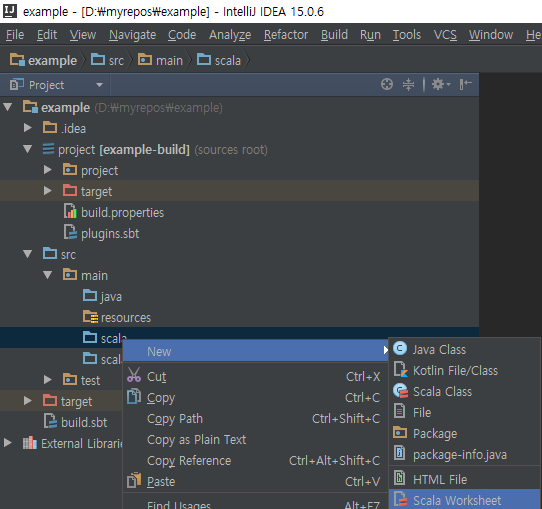 example - [D:₩myrepos₩example] - IntelliJ IDEA 15.0.6
File Edit View Navigate Code Analyze Refactor Build Run Tools VCS Window He
example src main scala
Project
example (D:₩myrepos₩example)
.idea
project [example-build] (sources root)
project
target
build.properties
plugins.sbt
src
main
java
resources
scala
scal
test
target
build.sbt
External Librarie
New
Cut Ctrl+X
Copy Ctrl+C
Copy Path Ctrl+Shift+C
Copy as Plain Text
Copy Reference Ctrl+Alt+Shift+C
Paste Ctrl+V
Find Usages Alt+F7
Java Class
Kotlin File/Class
Scala Class
File
Package
package-info.java
HTML File
Scala Worksheet